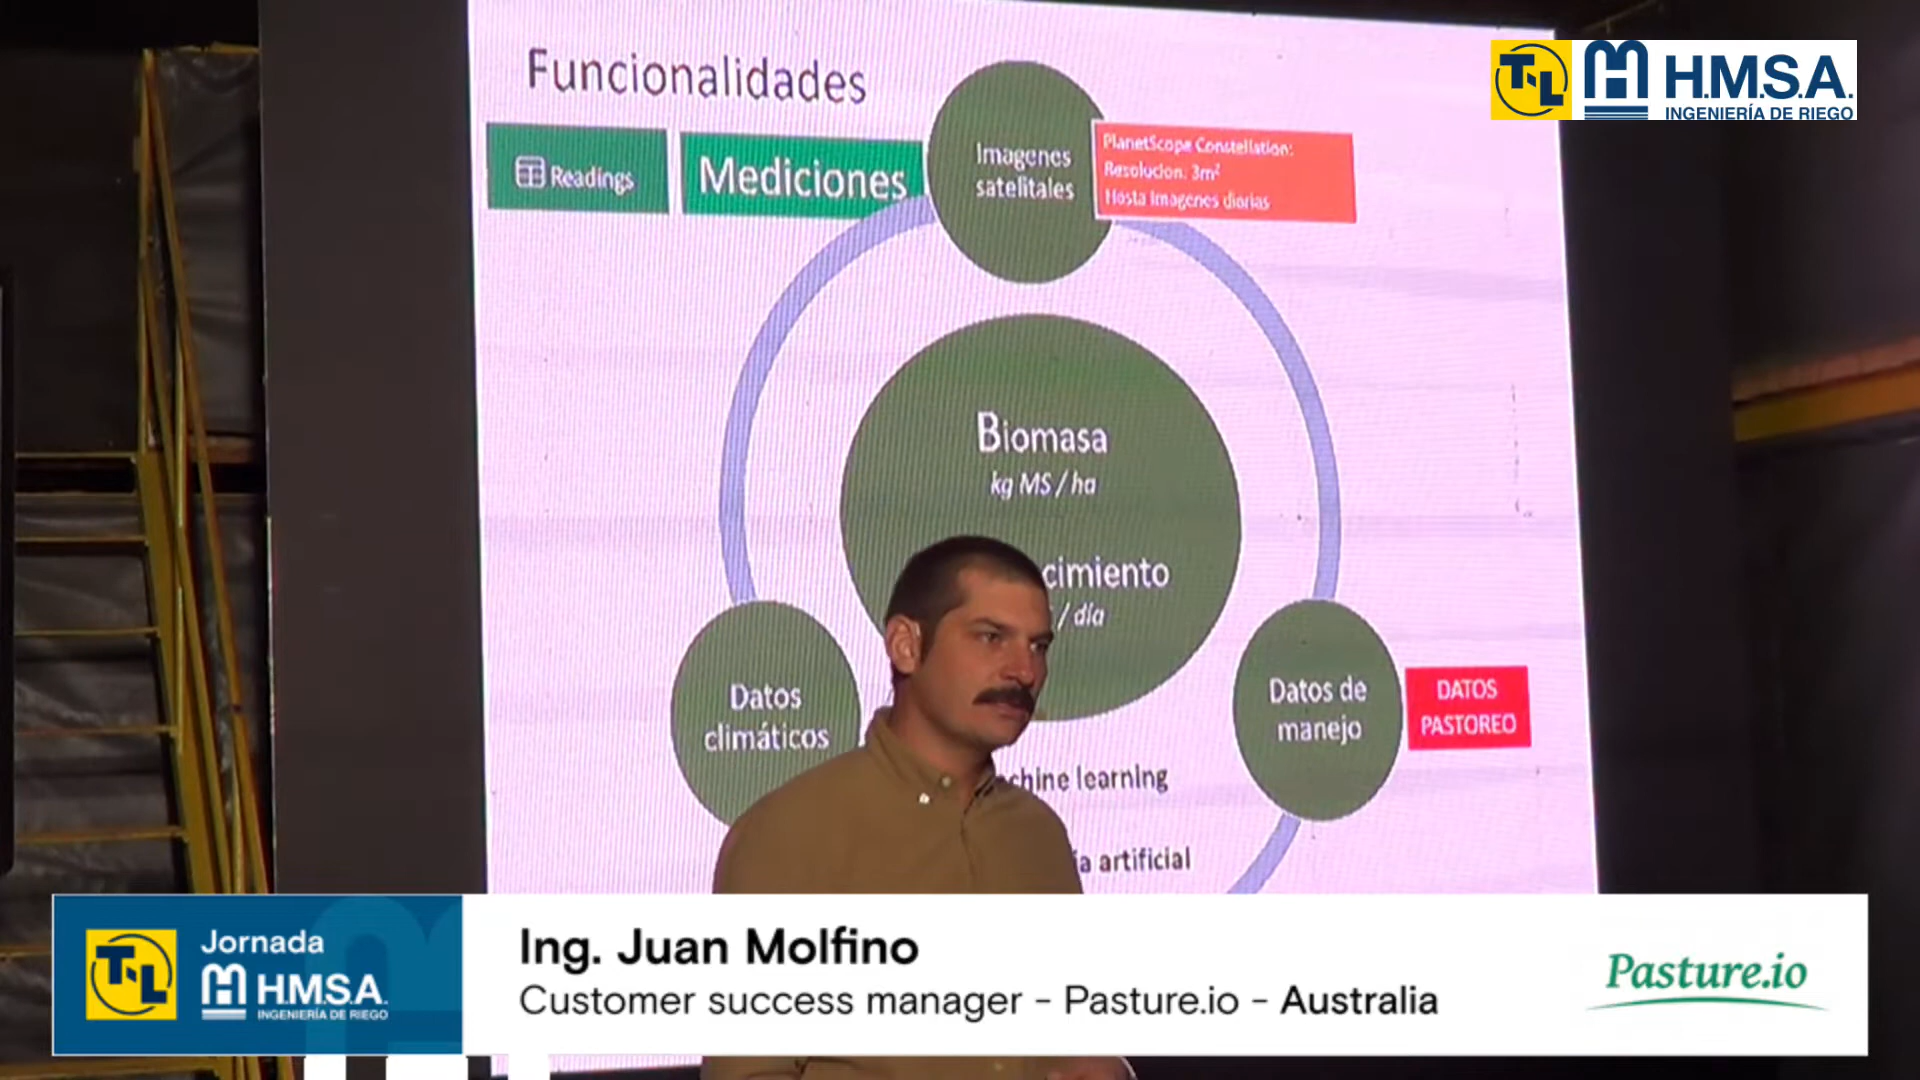 Funcionalidades
T-L
H.M.S.A.
INGENIERÍA DE RIEGO
Readings
Mediciones
Imagenes
satelitales
PlanetScope Constellation:
Resolucion: 3m²
Hasta imagenes diarias
Biomasa
kg MS / ha
cimiento
/ día
Datos
climáticos
Datos de
manejo
DATOS
PASTOREO
chine learning
ia artificial
T-L
Jornada
H.M.S.A.
INGENIERÍA DE RIEGO
Ing. Juan Molfino
Customer success manager - Pasture.io - Australia
Pasture.io